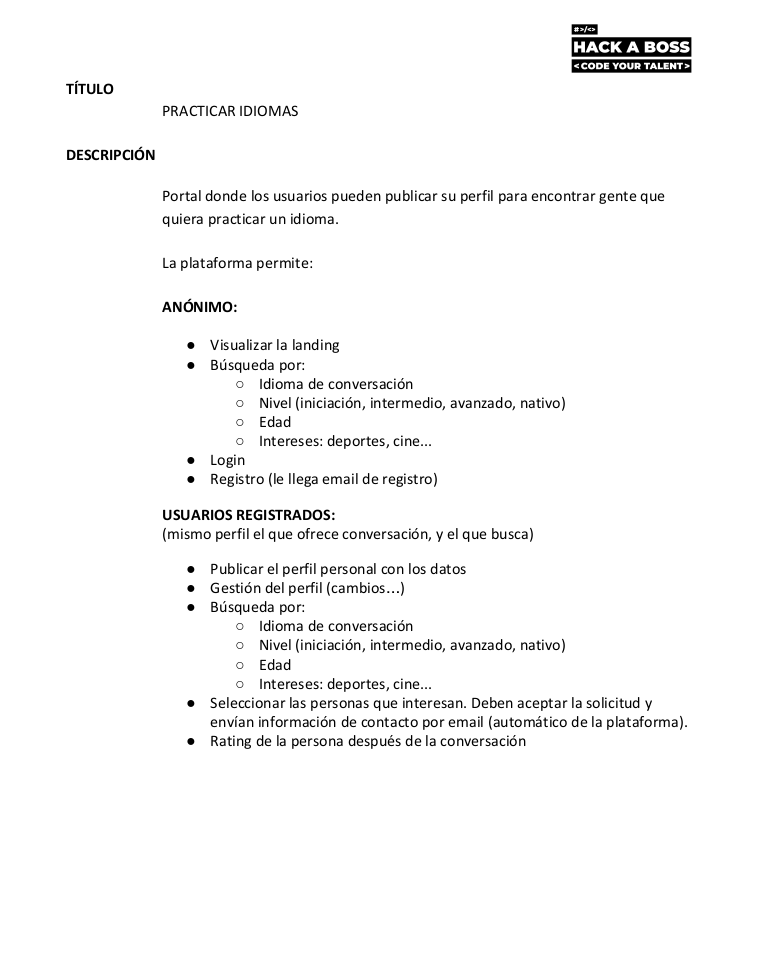 #>/<>
HACK A BOSS
<CODE YOUR TALENT>
TÍTULO
PRACTICAR IDIOMAS
DESCRIPCIÓN
Portal donde los usuarios pueden publicar su perfil para encontrar gente que
quiera practicar un idioma.
La plataforma permite:
ANÓNIMO:
● Visualizar la landing
● Búsqueda por:
○ Idioma de conversación
○ Nivel (iniciación, intermedio, avanzado, nativo)
○ Edad
○ Intereses: deportes, cine...
● Login
● Registro (le llega email de registro)
USUARIOS REGISTRADOS:
(mismo perfil el que ofrece conversación, y el que busca)
● Publicar el perfil personal con los datos
● Gestión del perfil (cambios...)
● Búsqueda por:
○ Idioma de conversación
○ Nivel (iniciación, intermedio, avanzado, nativo)
○ Edad
○ Intereses: deportes, cine...
● Seleccionar las personas que interesan. Deben aceptar la solicitud y
envían información de contacto por email (automático de la plataforma).
● Rating de la persona después de la conversación